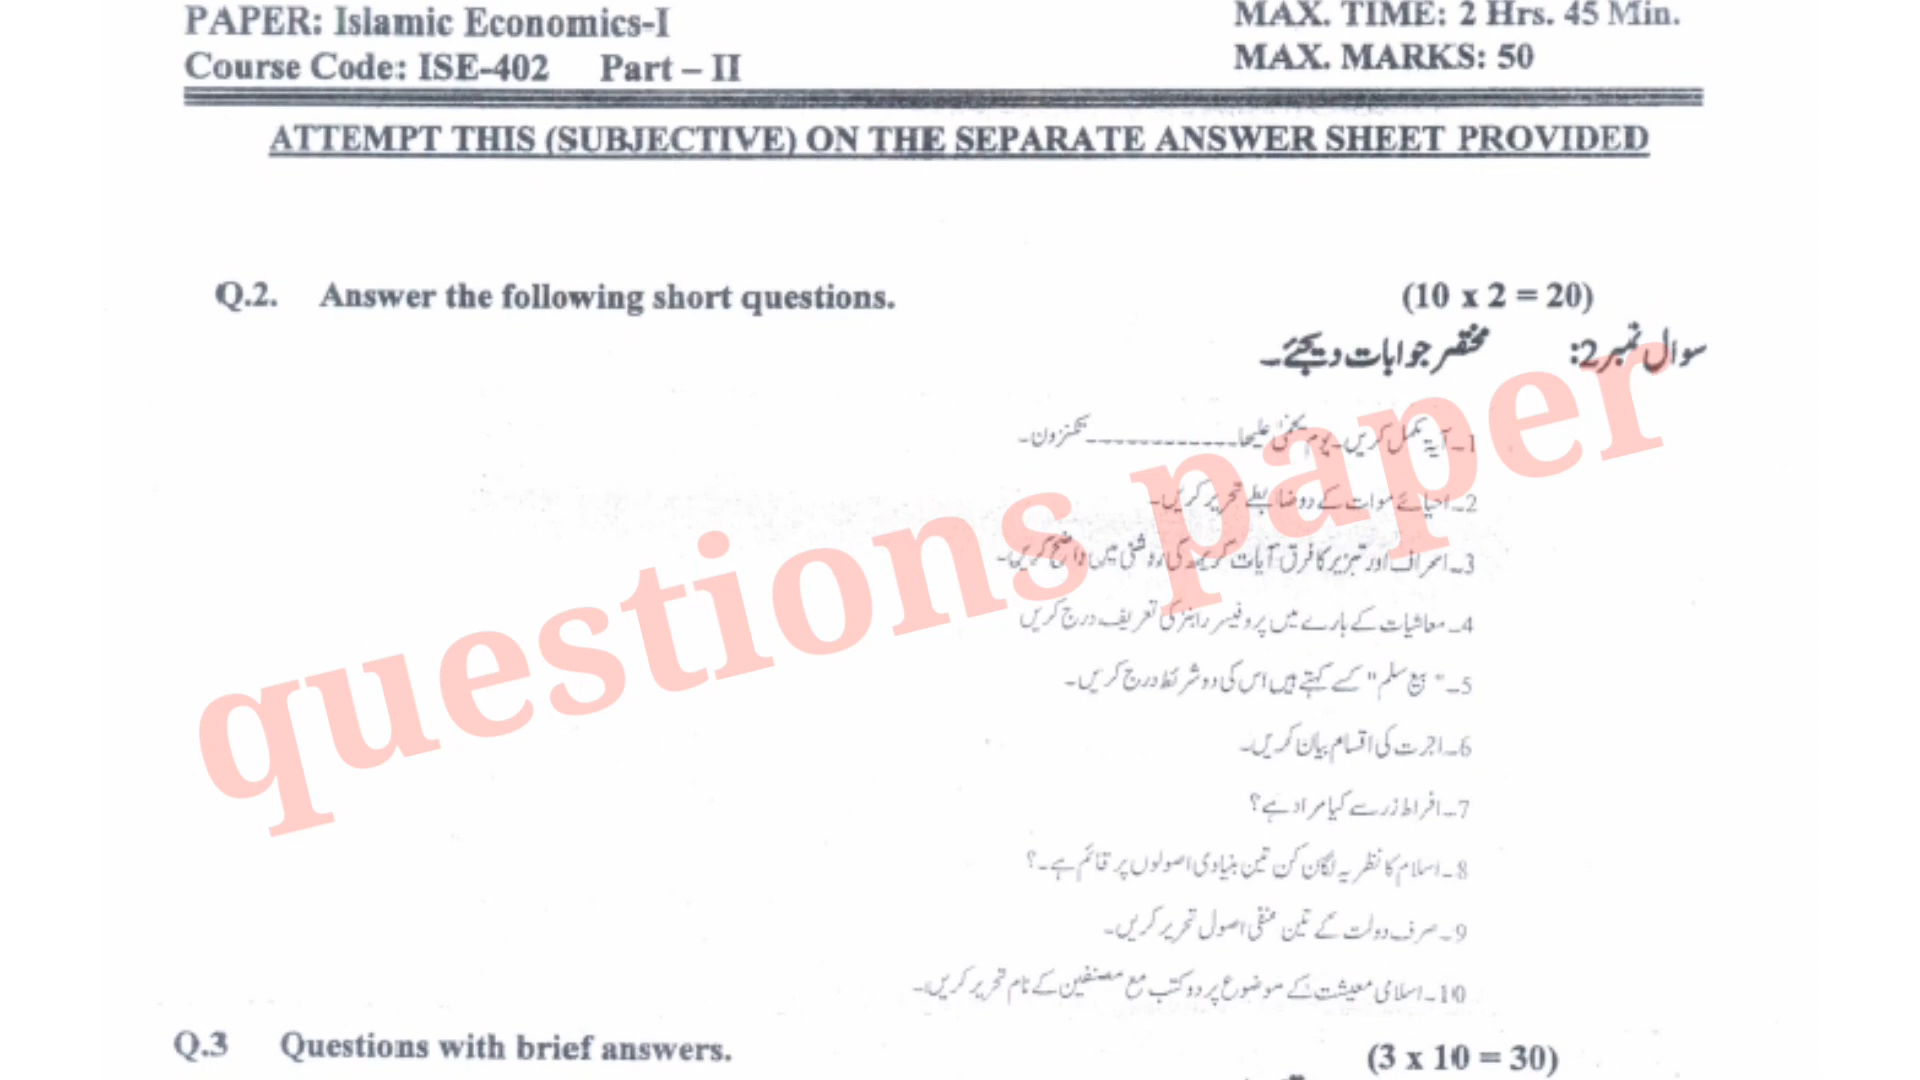 PAPER: Islamic Economics-I
MAX. TIME: 2 Hrs. 45 Min.
Course Code: ISE-402 Part – II
MAX. MARKS: 50
ATTEMPT THIS (SUBJECTIVE) ON THE SEPARATE ANSWER SHEET PROVIDED
Q.2. Answer the following short questions. (10 x 2 = 20)
سوال نمبر 2: مختصر جوابات دیجئے۔
1۔ آیۃ مکمل کریں۔ یوم یحمیٰ علیھا------------- تکنزون۔
2۔ احیائے موات کے دو ضابطے تحریر کریں۔
3۔ اسراف اور تبزیر کا فرق آیات کریمہ کی روشنی میں واضح کریں۔
4۔ معاشیات کے بارے میں پروفیسر رابنز کی تعریف درج کریں
5۔ "بیع سلم" کسے کہتے ہیں اس کی دو شرائط درج کریں۔
6۔ اجرت کی اقسام بیان کریں۔
7۔ افراط زر سے کیا مراد ہے؟
8۔ اسلام کا نظریہ لگان کن تین بنیادی اصولوں پر قائم ہے۔؟
9۔ صرف دولت کے تین منفی اصول تحریر کریں۔
10۔ اسلامی معیشت کے موضوع پر دو کتب مع مصنفین کے نام تحریر کریں۔
Q.3 Questions with brief answers. (3 x 10 = 30)
questions paper